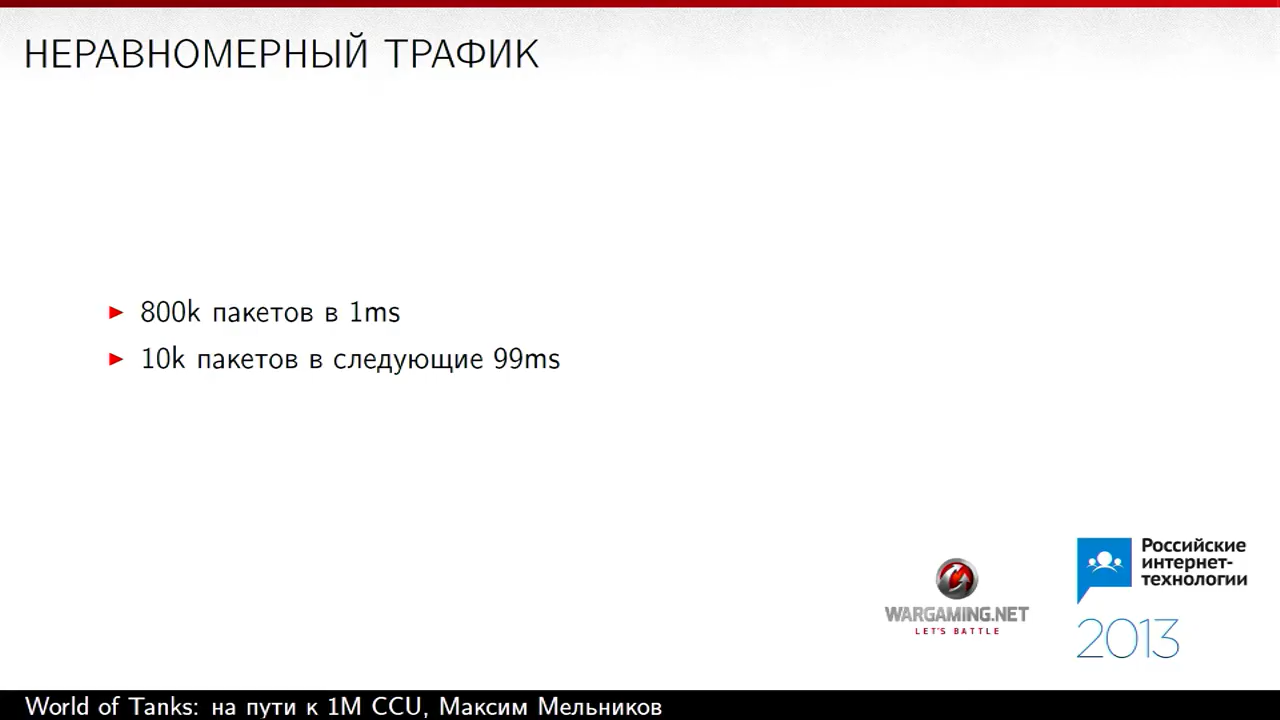 НЕРАВНОМЕРНЫЙ ТРАФИК
800k пакетов в 1ms
10k пакетов в следующие 99ms
WARGAMING.NET
LET'S BATTLE
Российские
интернет-
технологии
2013
World of Tanks: на пути к 1M CCU, Максим Мельников